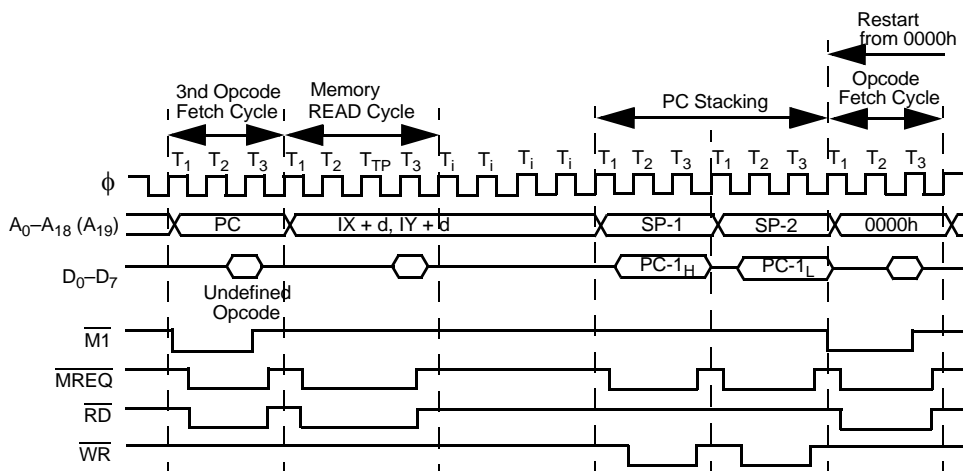 Restart
from 0000h
3nd Opcode
Fetch Cycle
Memory
READ Cycle
PC Stacking
Opcode
Fetch Cycle
T1 T2 T3 T1 T2 TTP T3 Ti Ti Ti Ti T1 T2 T3 T1 T2 T3 T1 T2 T3
ϕ
A0–A18 (A19) PC IX + d, IY + d SP-1 SP-2 0000h
D0–D7 PC-1H PC-1L
Undefined
Opcode
M1
MREQ
RD
WR